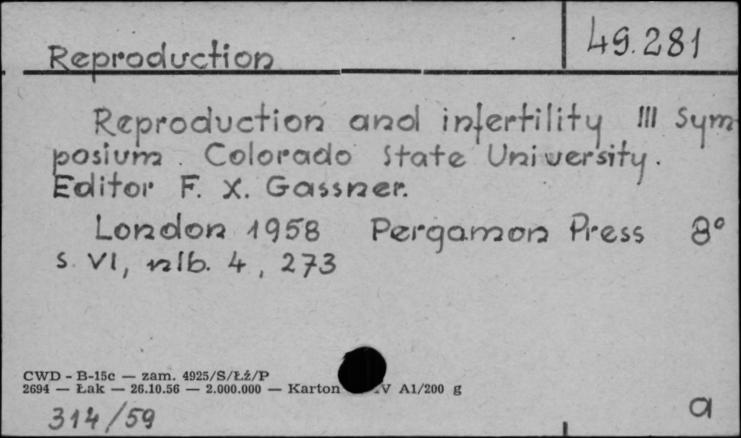 Reproduction 49.281
Reproduction and infertility III Sym-
posium. Colorado State University.
Editor F. X. Gassner.
London 1958 Pergamon Press 8°
s. VI, nlb. 4, 273
CWD - B-15c — zam. 4925/S/Łż/P
2694 — Łak — 26.10.56 — 2.000.000 — Karton V A1/200 g
314/59 a